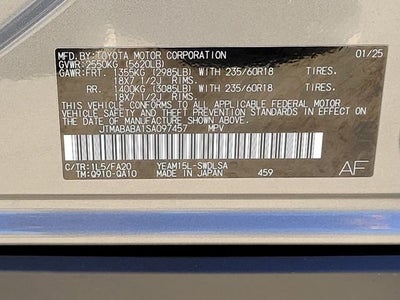 MFD. BY: TOYOTA MOTOR CORPORATION 01/25
GVWR: 2550KG (5620LB)
GAWR: FRT. 1355KG (2985LB) WITH 235/60R18 TIRES.
18X7 1/2J RIMS
RR. 1400KG (3085LB) WITH 235/60R18 TIRES.
18X7 1/2J RIMS.
THIS VEHICLE CONFORMS TO ALL APPLICABLE FEDERAL MOTOR
VEHICLE SAFETY AND THEFT PREVENTION STANDARDS IN EFFECT ON
THE DATE OF MANUFACTURE SHOWN ABOVE.
JTMABABA1SA097457 MPV
C/TR: 1L5/FA20 YEAM15L-SWDLSA
TM: Q910-QA10 MADE IN JAPAN 459 AF